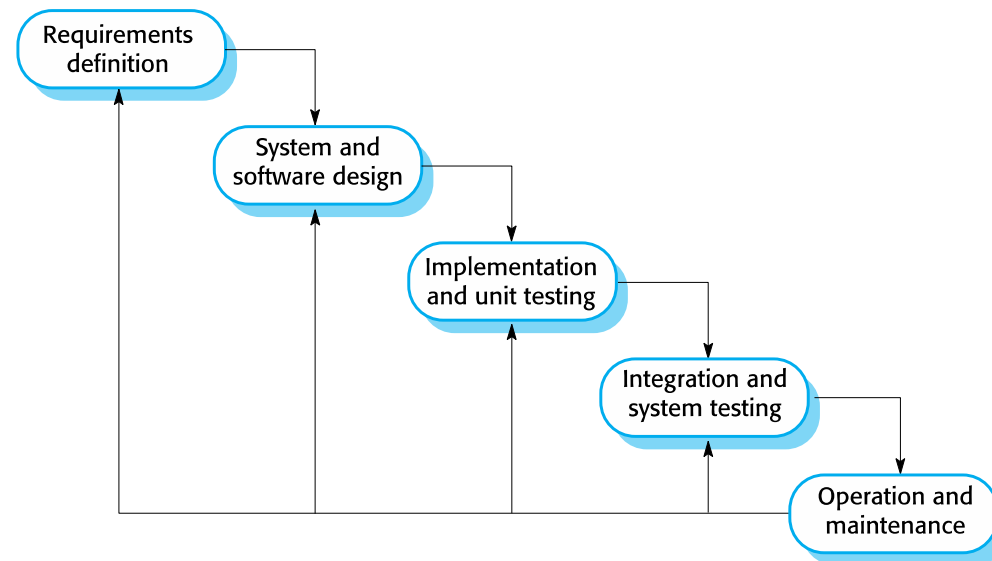 Requirements
definition
System and
software design
Implementation
and unit testing
Integration and
system testing
Operation and
maintenance